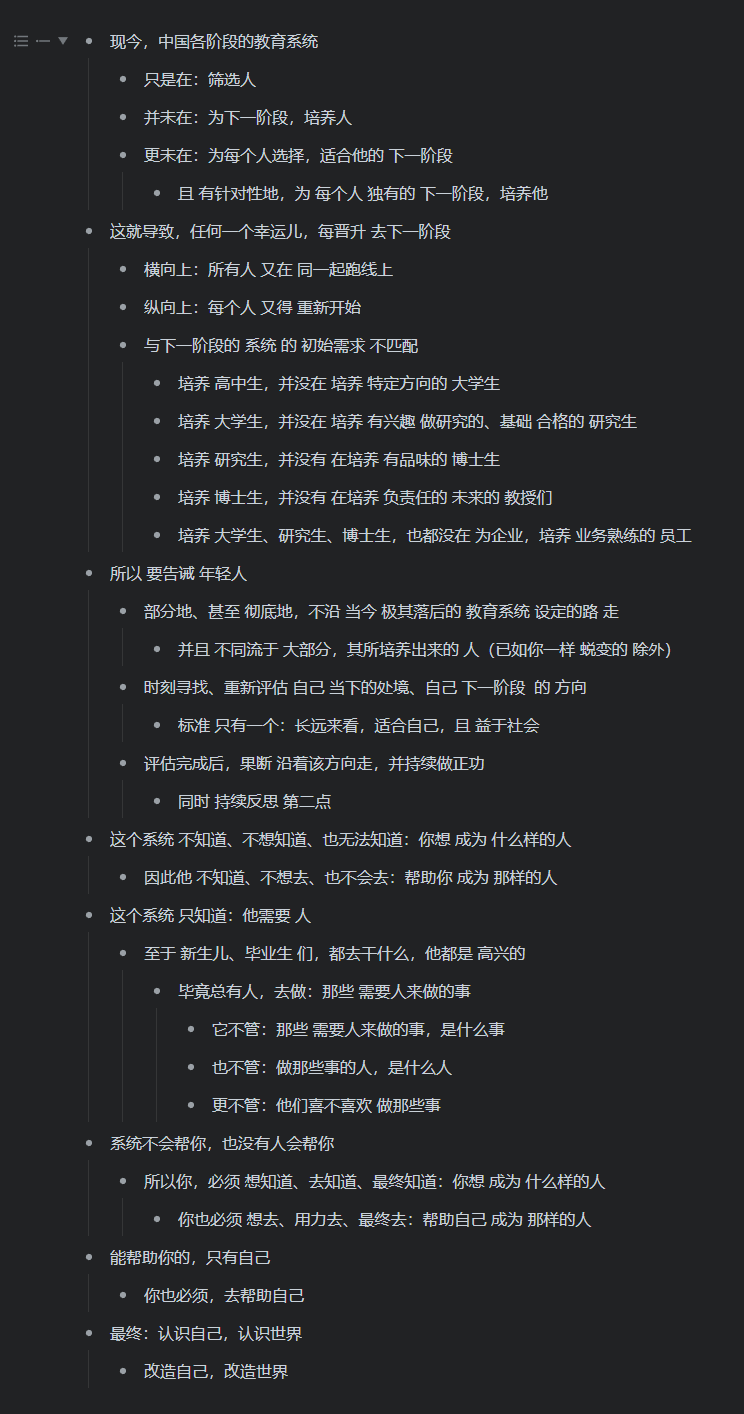 现今，中国各阶段的教育系统
只是在：筛选人
并未在：为下一阶段，培养人
更未在：为每个人选择，适合他的 下一阶段
且 有针对性地，为 每个人 独有的 下一阶段，培养他
这就导致，任何一个幸运儿，每晋升 去下一阶段
横向上：所有人 又在 同一起跑线上
纵向上：每个人 又得 重新开始
与下一阶段的 系统 的 初始需求 不匹配
培养 高中生，并没在 培养 特定方向的 大学生
培养 大学生，并没在 培养 有兴趣 做研究的、基础 合格的 研究生
培养 研究生，并没有 在培养 有品味的 博士生
培养 博士生，并没有 在培养 负责任的 未来的 教授们
培养 大学生、研究生、博士生，也都没在 为企业，培养 业务熟练的 员工
所以 要告诫 年轻人
部分地、甚至 彻底地，不沿 当今 极其落后的 教育系统 设定的路 走
并且 不同流于 大部分，其所培养出来的 人（已如你一样 蜕变的 除外）
时刻寻找、重新评估 自己 当下的处境、自己 下一阶段  的 方向
标准 只有一个：长远来看，适合自己，且 益于社会
评估完成后，果断 沿着该方向走，并持续做正功
同时 持续反思 第二点
这个系统 不知道、不想知道、也无法知道：你想 成为 什么样的人
因此他 不知道、不想去、也不会去：帮助你 成为 那样的人
这个系统 只知道：他需要 人
至于 新生儿、毕业生 们，都去干什么，他都是 高兴的
毕竟总有人，去做：那些 需要人来做的事
它不管：那些 需要人来做的事，是什么事
也不管：做那些事的人，是什么人
更不管：他们喜不喜欢 做那些事
系统不会帮你，也没有人会帮你
所以你，必须 想知道、去知道、最终知道：你想 成为 什么样的人
你也必须 想去、用力去、最终去：帮助自己 成为 那样的人
能帮助你的，只有自己
你也必须，去帮助自己
最终：认识自己，认识世界
改造自己，改造世界